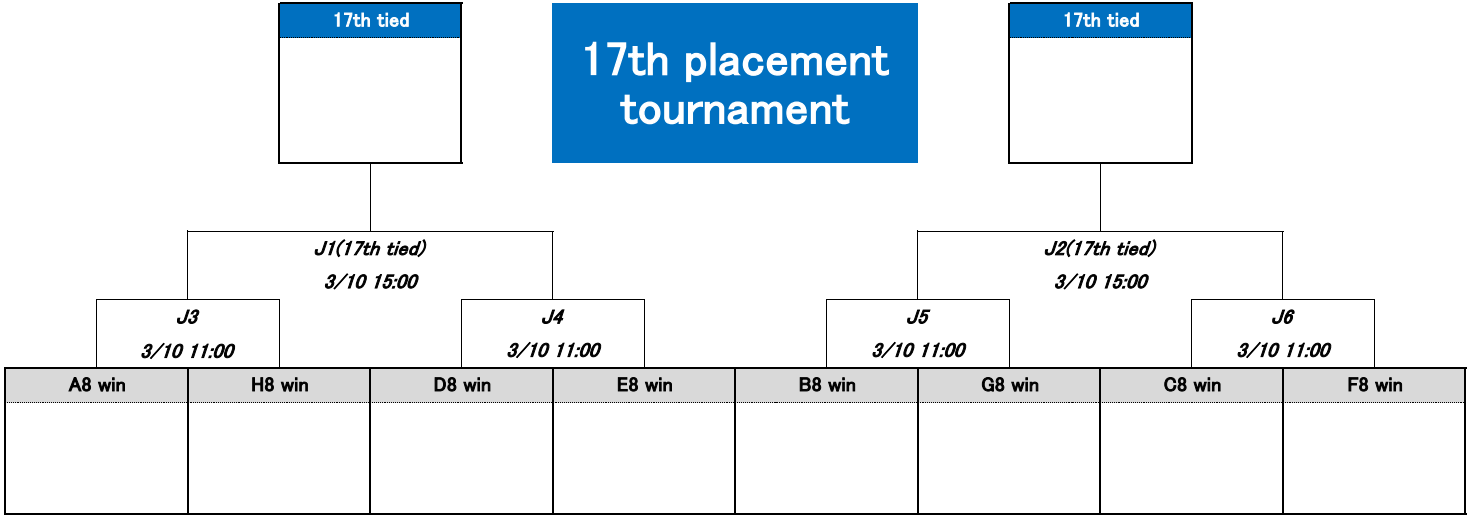 17th tied
17th placement
tournament
17th tied
J1(17th tied)
3/10 15:00
J2(17th tied)
3/10 15:00
J3
3/10 11:00
J4
3/10 11:00
J5
3/10 11:00
J6
3/10 11:00
A8 win
H8 win
D8 win
E8 win
B8 win
G8 win
C8 win
F8 win